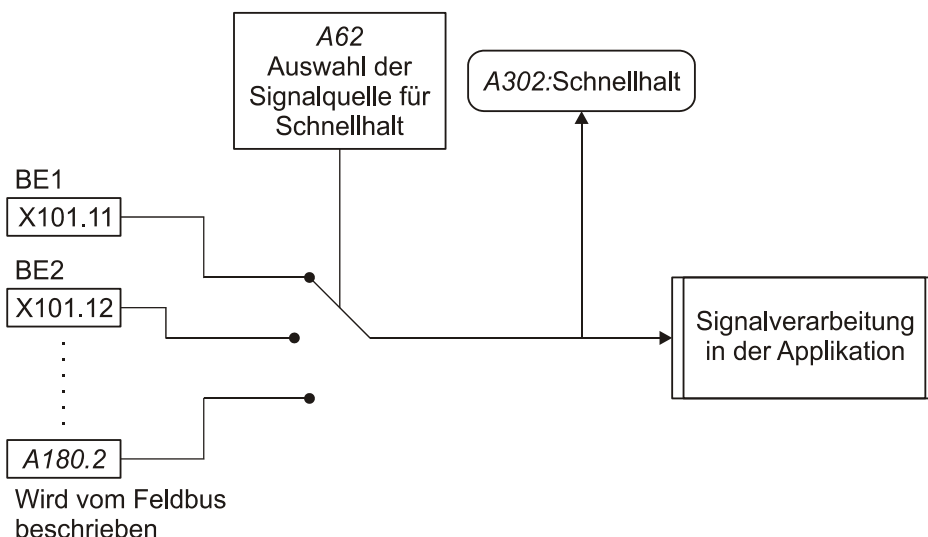 A62
Auswahl der
Signalquelle für
Schnellhalt
A302:Schnellhalt
BE1
X101.11
BE2
X101.12
A180.2
Wird vom Feldbus
beschrieben
Signalverarbeitung
in der Applikation